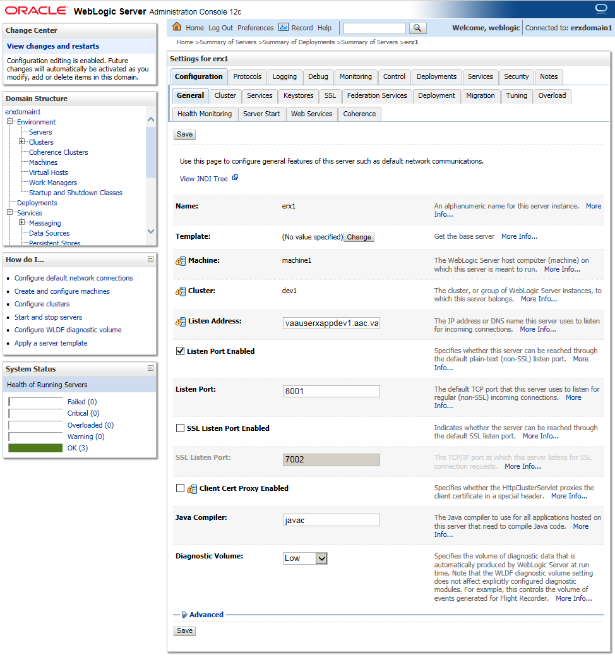 ORACLE WebLogic Server Administration Console 12c
Change Center
View changes and restarts
Configuration editing is enabled. Future
changes will automatically be activated as you
modify, add or delete items in this domain.
Domain Structure
erxdomain1
Environment
Servers
Clusters
Coherence Clusters
Machines
Virtual Hosts
Work Managers
Startup and Shutdown Classes
Deployments
Services
Messaging
Data Sources
Persistent Stores
How do I...
Configure default network connections
Create and configure machines
Configure clusters
Start and stop servers
Configure WLDF diagnostic volume
Apply a server template
System Status
Health of Running Servers
Failed (0)
Critical (0)
Overloaded (0)
Warning (0)
OK (3)
Home Log Out Preferences Record Help
Welcome, weblogic Connected to: erxdomain1
Home >Summary of Servers >Summary of Deployments >Summary of Servers >erx1
Settings for erx1
Configuration Protocols Logging Debug Monitoring Control Deployments Services Security Notes
General Cluster Services Keystores SSL Federation Services Deployment Migration Tuning Overload
Health Monitoring Server Start Web Services Coherence
Save
Use this page to configure general features of this server such as default network communications.
View JNDI Tree
Name: erx1 An alphanumeric name for this server instance. More
Info...
Template: (No value specified) Change Get the base server More Info...
Machine: machine1 The WebLogic Server host computer (machine) on
which this server is meant to run. More Info...
Cluster: dev1 The cluster, or group of WebLogic Server instances, to
which this server belongs. More Info...
Listen Address: vaauserxappdev1.aac.va The IP address or DNS name this server uses to listen
for incoming connections. More Info...
Listen Port Enabled Specifies whether this server can be reached through
the default plain-text (non-SSL) listen port. More
Info...
Listen Port: 8001 The default TCP port that this server uses to listen for
regular (non-SSL) incoming connections. More
Info...
SSL Listen Port Enabled Indicates whether the server can be reached through
the default SSL listen port. More Info...
SSL Listen Port: 7002 The TCP/IP port at which this server listens for SSL
connection requests. More Info...
Client Cert Proxy Enabled Specifies whether the HttpClusterServlet proxies the
client certificate in a special header. More Info...
Java Compiler: javac The Java compiler to use for all applications hosted on
this server that need to compile Java code. More
Info...
Diagnostic Volume: Low Specifies the volume of diagnostic data that is
automatically produced by WebLogic Server at run
time. Note that the WLDF diagnostic volume setting
does not affect explicitly configured diagnostic
modules. For example, this controls the volume of
events generated for Flight Recorder. More Info...
Advanced
Save